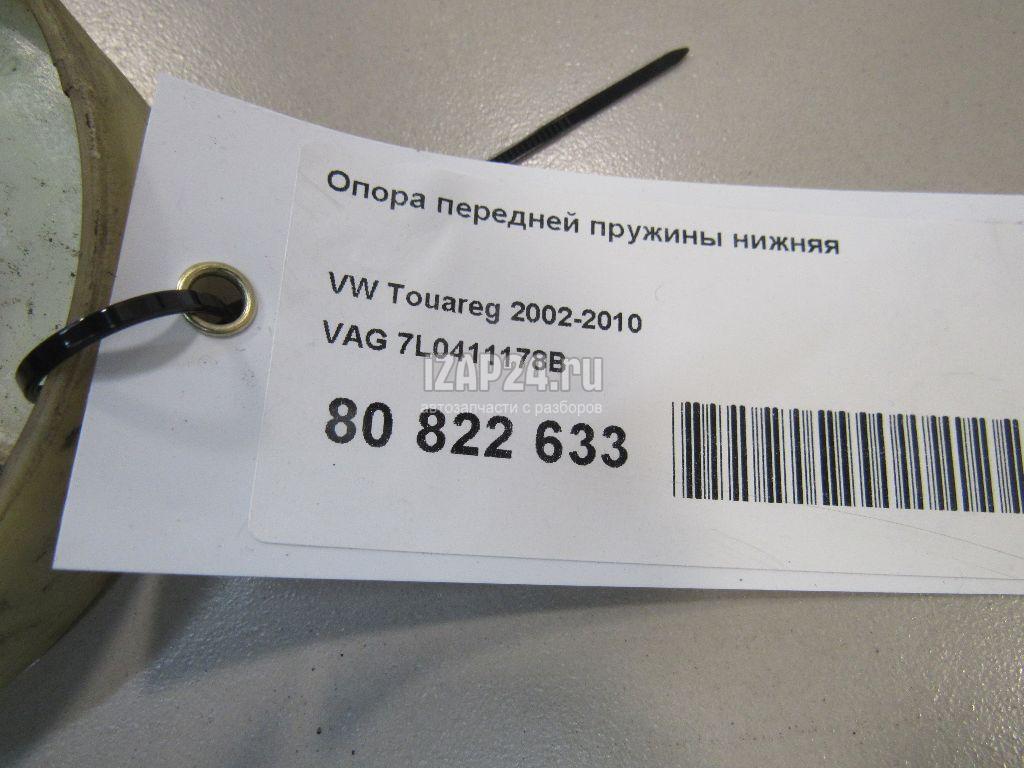 Опора передней пружины нижняя
VW Touareg 2002-2010
VAG 7L0411178B
IZAP24.ru
автозапчасти с разборов
80 822 633